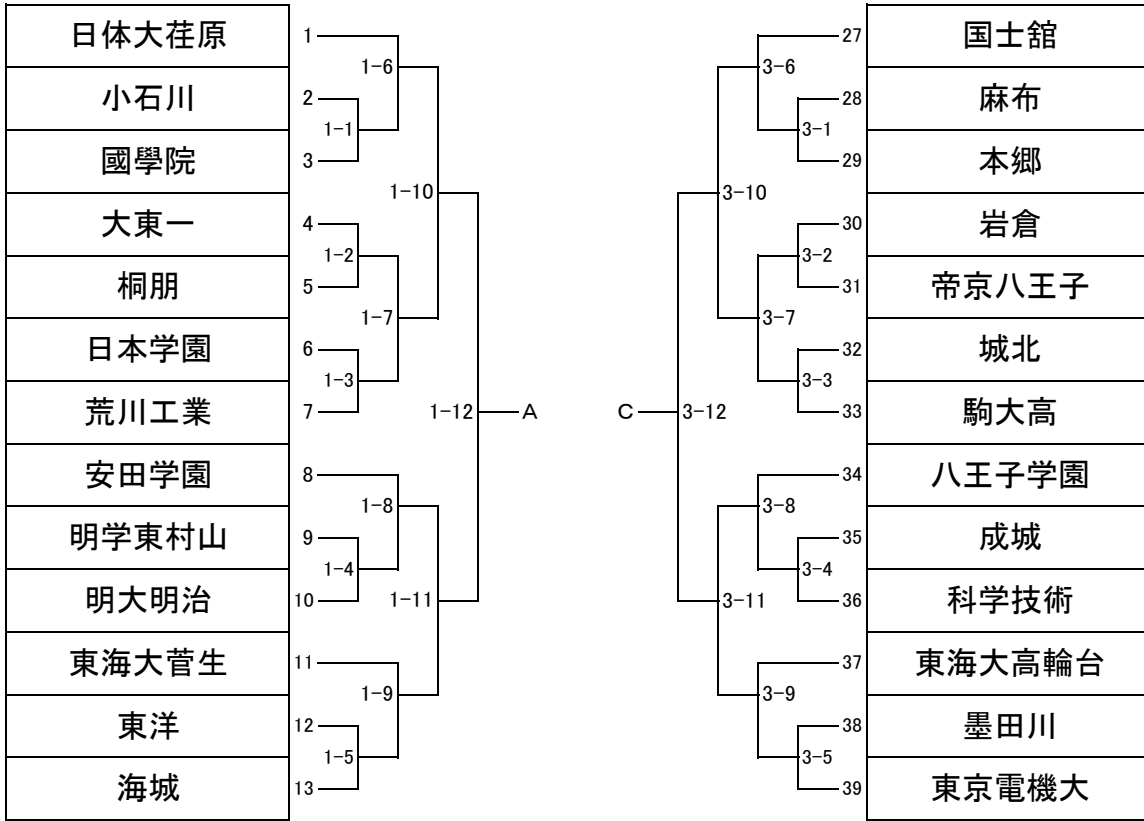 日体大荏原 1
小石川 2
國學院 3
大東一 4
桐朋 5
日本学園 6
荒川工業 7
安田学園 8
明学東村山 9
明大明治 10
東海大菅生 11
東洋 12
海城 13
1-1
1-2
1-3
1-4
1-5
1-6
1-7
1-8
1-9
1-10
1-11
1-12
A
C
3-12
3-10
3-11
3-6
3-7
3-8
3-9
3-1
3-2
3-3
3-4
3-5
27 国士舘
28 麻布
29 本郷
30 岩倉
31 帝京八王子
32 城北
33 駒大高
34 八王子学園
35 成城
36 科学技術
37 東海大高輪台
38 墨田川
39 東京電機大